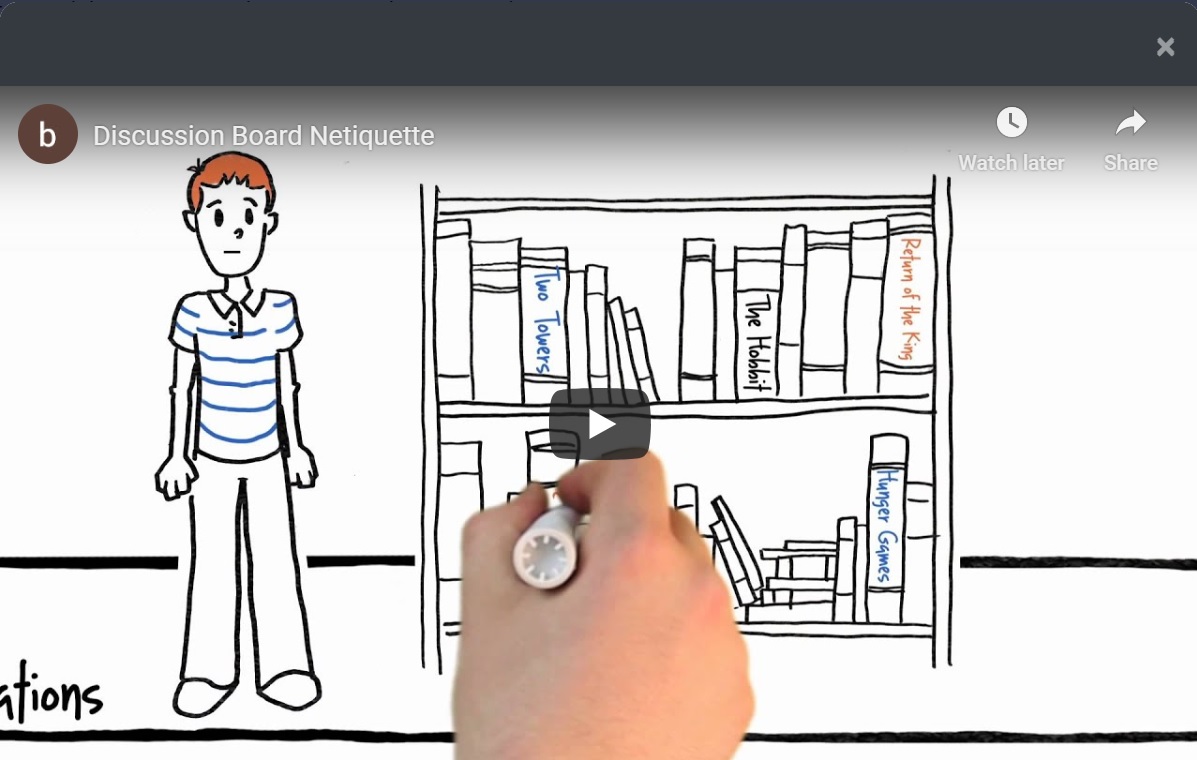 b
Discussion Board Netiquette
Watch later
Share
Two Towers
The Hobbit
Return of the King
Hunger Games
ations